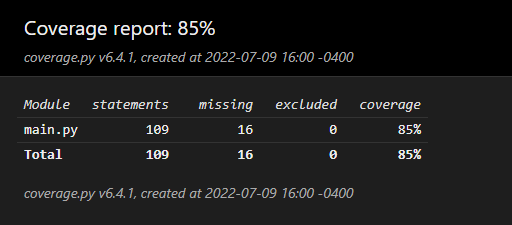 Coverage report: 85%
coverage.py v6.4.1, created at 2022-07-09 16:00 -0400
Module statements missing excluded coverage
main.py 109 16 0 85%
Total 109 16 0 85%
coverage.py v6.4.1, created at 2022-07-09 16:00 -0400